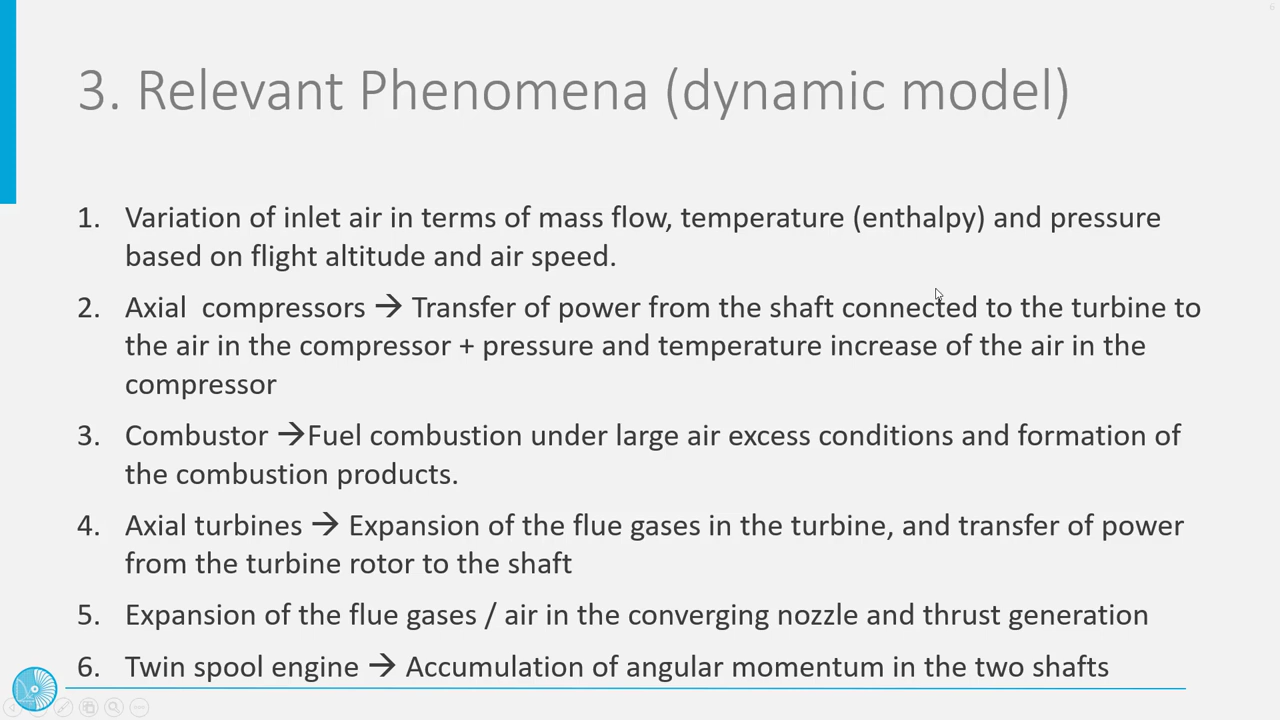 3. Relevant Phenomena (dynamic model)
1. Variation of inlet air in terms of mass flow, temperature (enthalpy) and pressure
based on flight altitude and air speed.
2. Axial compressors → Transfer of power from the shaft connected to the turbine to
the air in the compressor + pressure and temperature increase of the air in the
compressor
3. Combustor →Fuel combustion under large air excess conditions and formation of
the combustion products.
4. Axial turbines → Expansion of the flue gases in the turbine, and transfer of power
from the turbine rotor to the shaft
5. Expansion of the flue gases / air in the converging nozzle and thrust generation
6. Twin spool engine → Accumulation of angular momentum in the two shafts